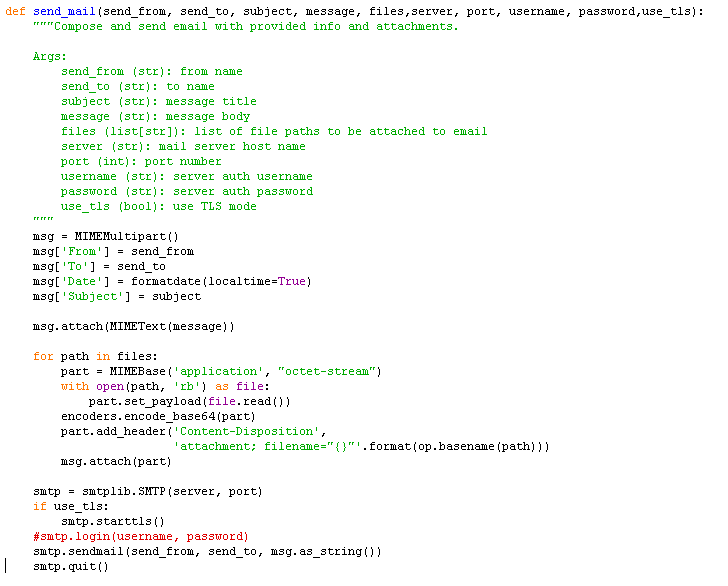 def send_mail(send_from, send_to, subject, message, files,server, port, username, password,use_tls):
    """Compose and send email with provided info and attachments.

    Args:
        send_from (str): from name
        send_to (str): to name
        subject (str): message title
        message (str): message body
        files (list[str]): list of file paths to be attached to email
        server (str): mail server host name
        port (int): port number
        username (str): server auth username
        password (str): server auth password
        use_tls (bool): use TLS mode
    """
    msg = MIMEMultipart()
    msg['From'] = send_from
    msg['To'] = send_to
    msg['Date'] = formatdate(localtime=True)
    msg['Subject'] = subject

    msg.attach(MIMEText(message))

    for path in files:
        part = MIMEBase('application', "octet-stream")
        with open(path, 'rb') as file:
            part.set_payload(file.read())
        encoders.encode_base64(part)
        part.add_header('Content-Disposition',
                        'attachment; filename="{}"'.format(op.basename(path)))
        msg.attach(part)

    smtp = smtplib.SMTP(server, port)
    if use_tls:
        smtp.starttls()
    #smtp.login(username, password)
    smtp.sendmail(send_from, send_to, msg.as_string())
    smtp.quit()